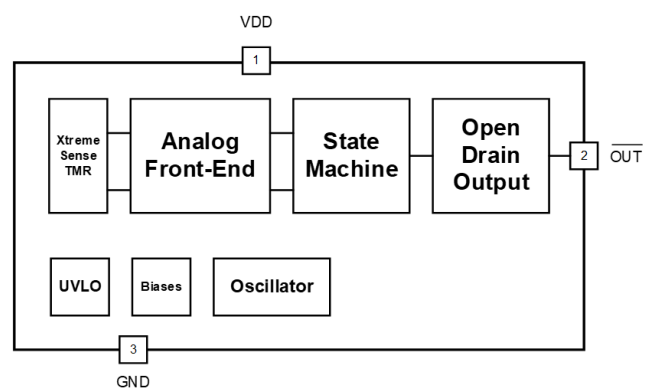 VDD
1
Xtreme
Sense
TMR
Analog
Front-End
State
Machine
Open
Drain
Output
2
OUT
UVLO
Biases
Oscillator
3
GND